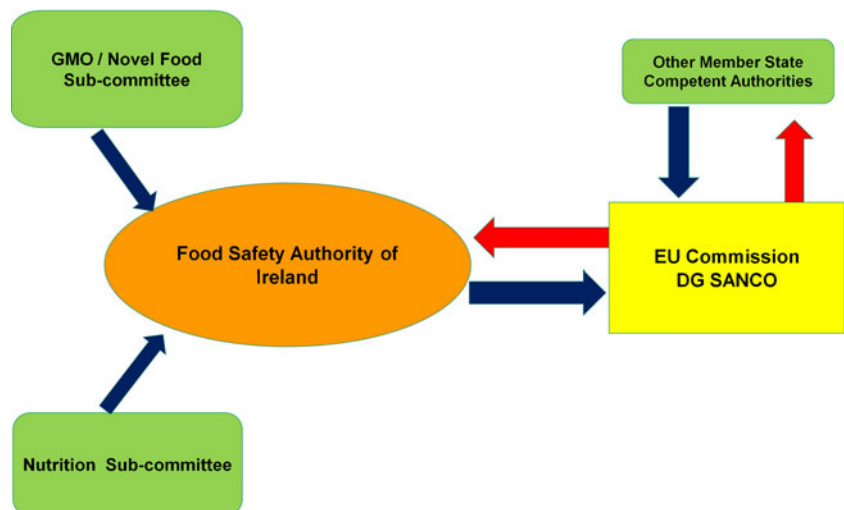 GMO / Novel Food
Sub-committee
Other Member State
Competent Authorities
Food Safety Authority of
Ireland
EU Commission
DG SANCO
Nutrition Sub-committee